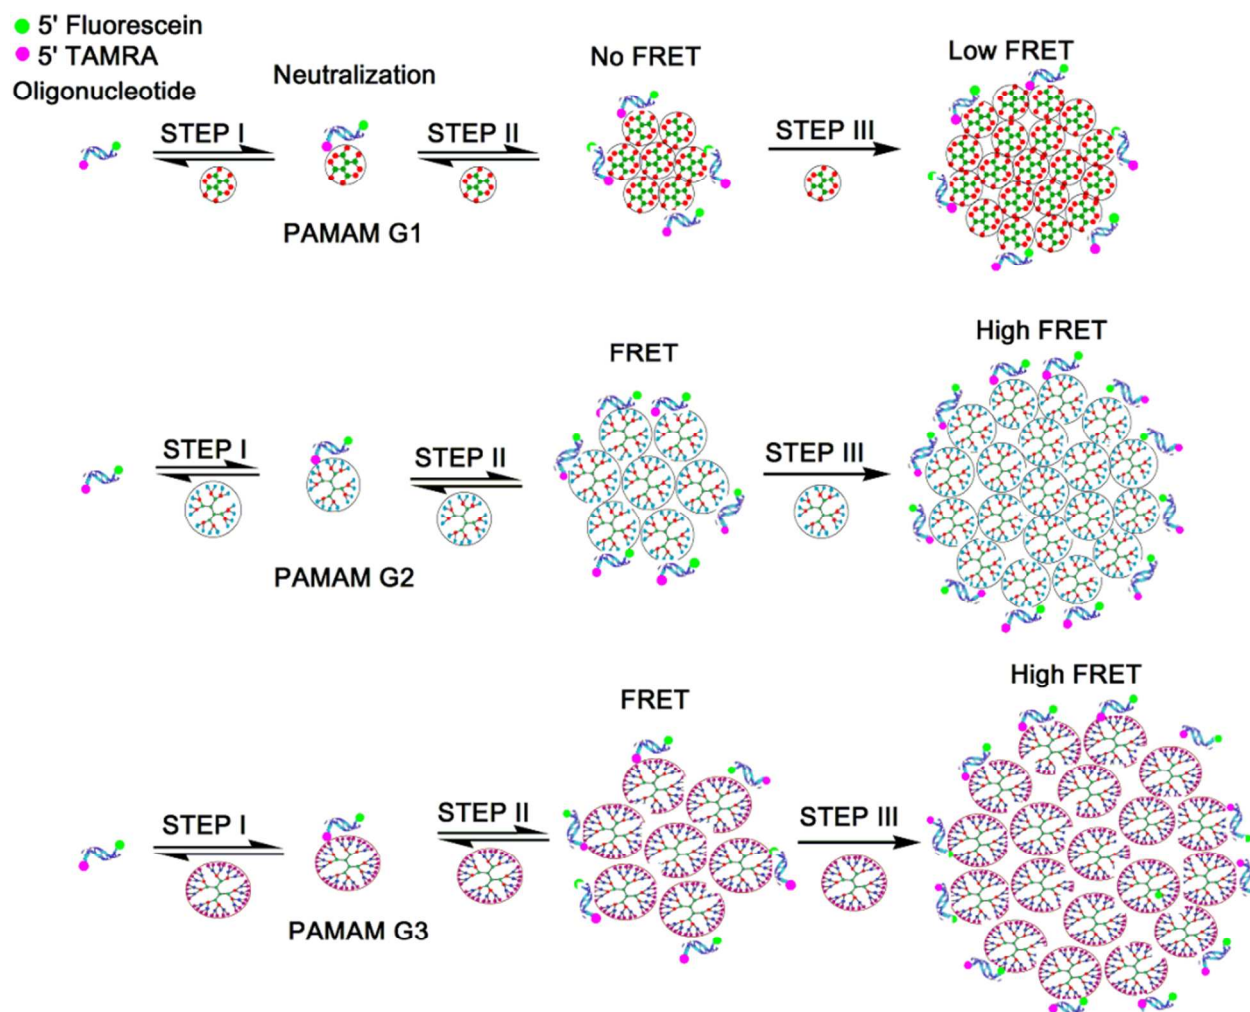 5' Fluorescein
5' TAMRA
Oligonucleotide
Neutralization
No FRET
Low FRET
STEP I
STEP II
STEP III
PAMAM G1
FRET
High FRET
STEP I
STEP II
STEP III
PAMAM G2
FRET
High FRET
STEP I
STEP II
STEP III
PAMAM G3